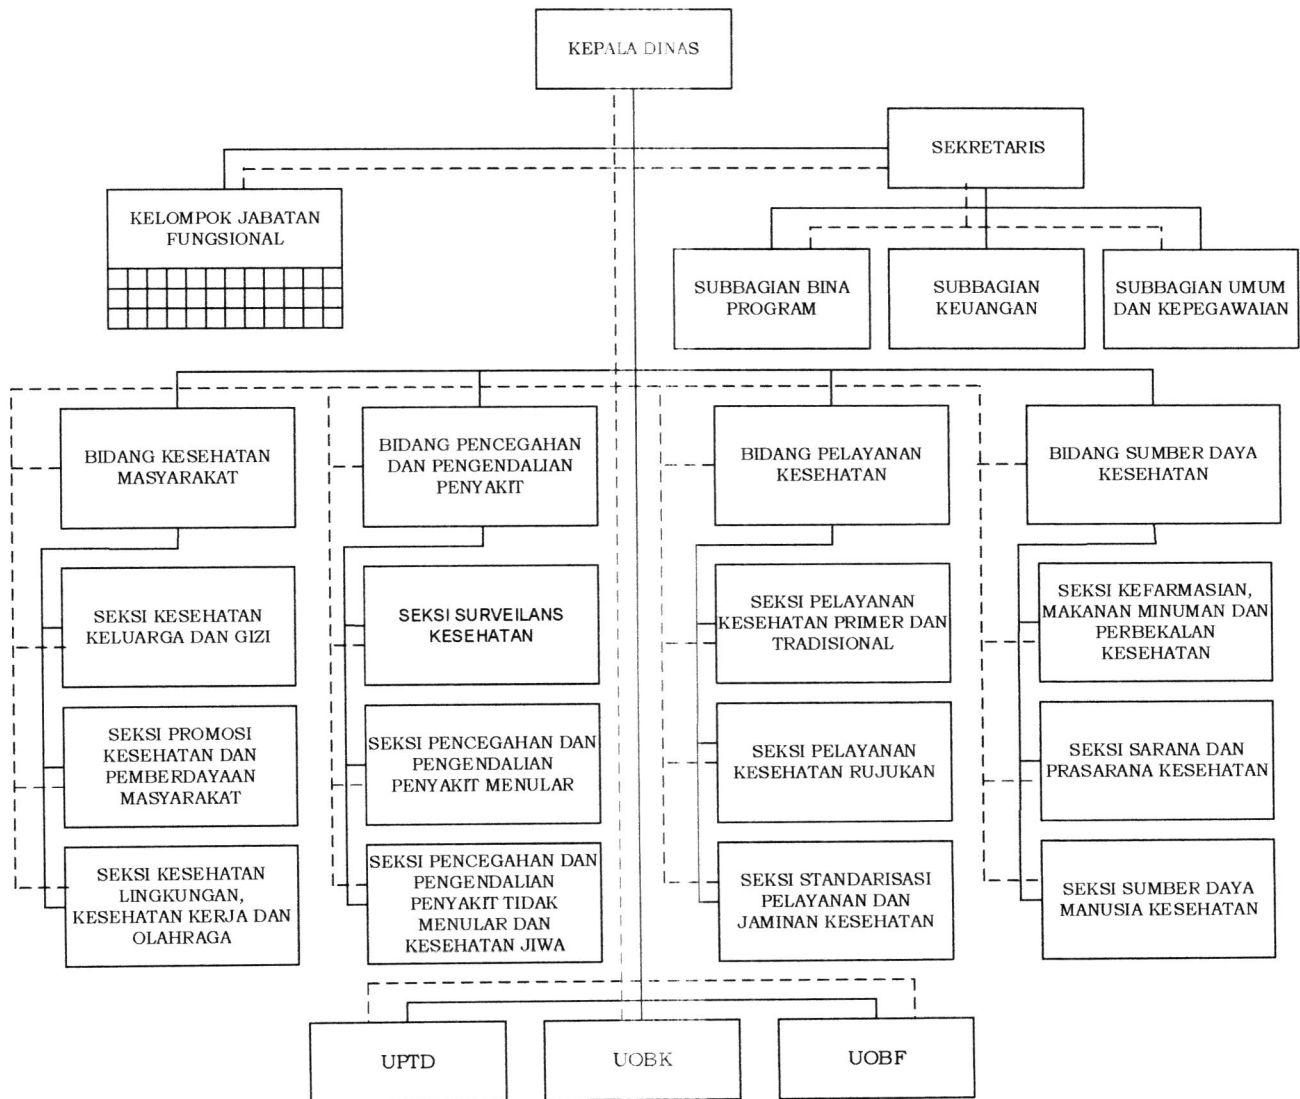 KEPALA DINAS
SEKRETARIS
KELOMPOK JABATAN
FUNGSIONAL
SUBBAGIAN BINA
PROGRAM
SUBBAGIAN
KEUANGAN
SUBBAGIAN UMUM
DAN KEPEGAWAIAN
BIDANG KESEHATAN
MASYARAKAT
BIDANG PENCEGAHAN
DAN PENGENDALIAN
PENYAKIT
BIDANG PELAYANAN
KESEHATAN
BIDANG SUMBER DAYA
KESEHATAN
SEKSI KESEHATAN
KELUARGA DAN GIZI
SEKSI SURVEILANS
KESEHATAN
SEKSI PELAYANAN
KESEHATAN PRIMER DAN
TRADISIONAL
SEKSI KEFARMASIAN,
MAKANAN MINUMAN DAN
PERBEKALAN
KESEHATAN
SEKSI PROMOSI
KESEHATAN DAN
PEMBERDAYAAN
MASYARAKAT
SEKSI PENCEGAHAN DAN
PENGENDALIAN
PENYAKIT MENULAR
SEKSI PELAYANAN
KESEHATAN RUJUKAN
SEKSI SARANA DAN
PRASARANA KESEHATAN
SEKSI KESEHATAN
LINGKUNGAN,
KESEHATAN KERJA DAN
OLAHRAGA
SEKSI PENCEGAHAN DAN
PENGENDALIAN
PENYAKIT TIDAK
MENULAR DAN
KESEHATAN JIWA
SEKSI STANDARISASI
PELAYANAN DAN
JAMINAN KESEHATAN
SEKSI SUMBER DAYA
MANUSIA KESEHATAN
UPTD
UOBK
UOBF